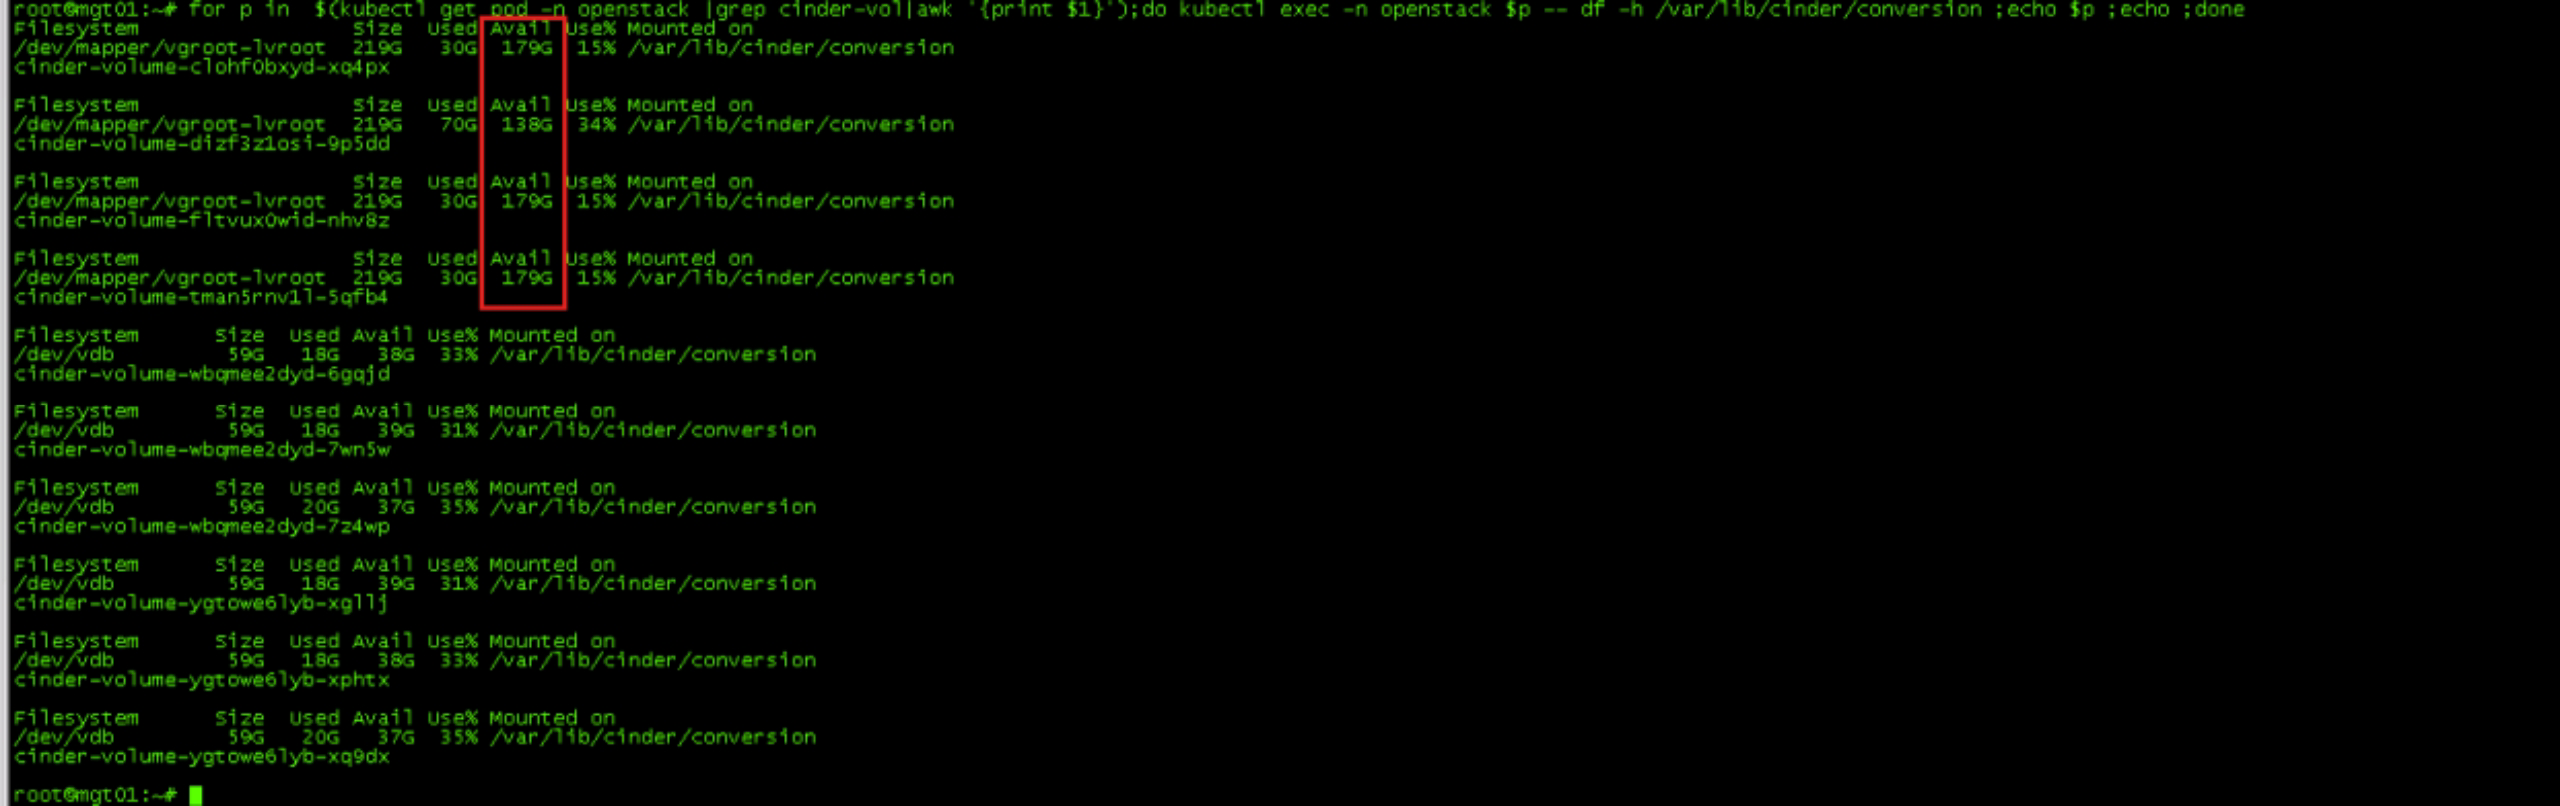 root@mgt01:~# for p in  $(kubectl get pod -n openstack |grep cinder-vol|awk '{print $1}');do kubectl exec -n openstack $p -- df -h /var/lib/cinder/conversion ;echo $p ;echo ;done
Filesystem                 Size  Used Avail Use% Mounted on
/dev/mapper/vgroot-lvroot  219G   30G  179G  15% /var/lib/cinder/conversion
cinder-volume-clohf0bxyd-xq4px
Filesystem                 Size  Used Avail Use% Mounted on
/dev/mapper/vgroot-lvroot  219G   70G  138G  34% /var/lib/cinder/conversion
cinder-volume-dizf3z1osi-9p5dd
Filesystem                 Size  Used Avail Use% Mounted on
/dev/mapper/vgroot-lvroot  219G   30G  179G  15% /var/lib/cinder/conversion
cinder-volume-fltvux0wid-nhv8z
Filesystem                 Size  Used Avail Use% Mounted on
/dev/mapper/vgroot-lvroot  219G   30G  179G  15% /var/lib/cinder/conversion
cinder-volume-tman5rnv1l-5qfb4
Filesystem      Size  Used Avail Use% Mounted on
/dev/vdb         59G   18G   38G  33% /var/lib/cinder/conversion
cinder-volume-wbqmee2dyd-6gqjd
Filesystem      Size  Used Avail Use% Mounted on
/dev/vdb         59G   18G   39G  31% /var/lib/cinder/conversion
cinder-volume-wbqmee2dyd-7wn5w
Filesystem      Size  Used Avail Use% Mounted on
/dev/vdb         59G   20G   37G  35% /var/lib/cinder/conversion
cinder-volume-wbqmee2dyd-7z4wp
Filesystem      Size  Used Avail Use% Mounted on
/dev/vdb         59G   18G   39G  31% /var/lib/cinder/conversion
cinder-volume-ygtowe6lyb-xgllj
Filesystem      Size  Used Avail Use% Mounted on
/dev/vdb         59G   18G   38G  33% /var/lib/cinder/conversion
cinder-volume-ygtowe6lyb-xphtx
Filesystem      Size  Used Avail Use% Mounted on
/dev/vdb         59G   20G   37G  35% /var/lib/cinder/conversion
cinder-volume-ygtowe6lyb-xq9dx
root@mgt01:~#